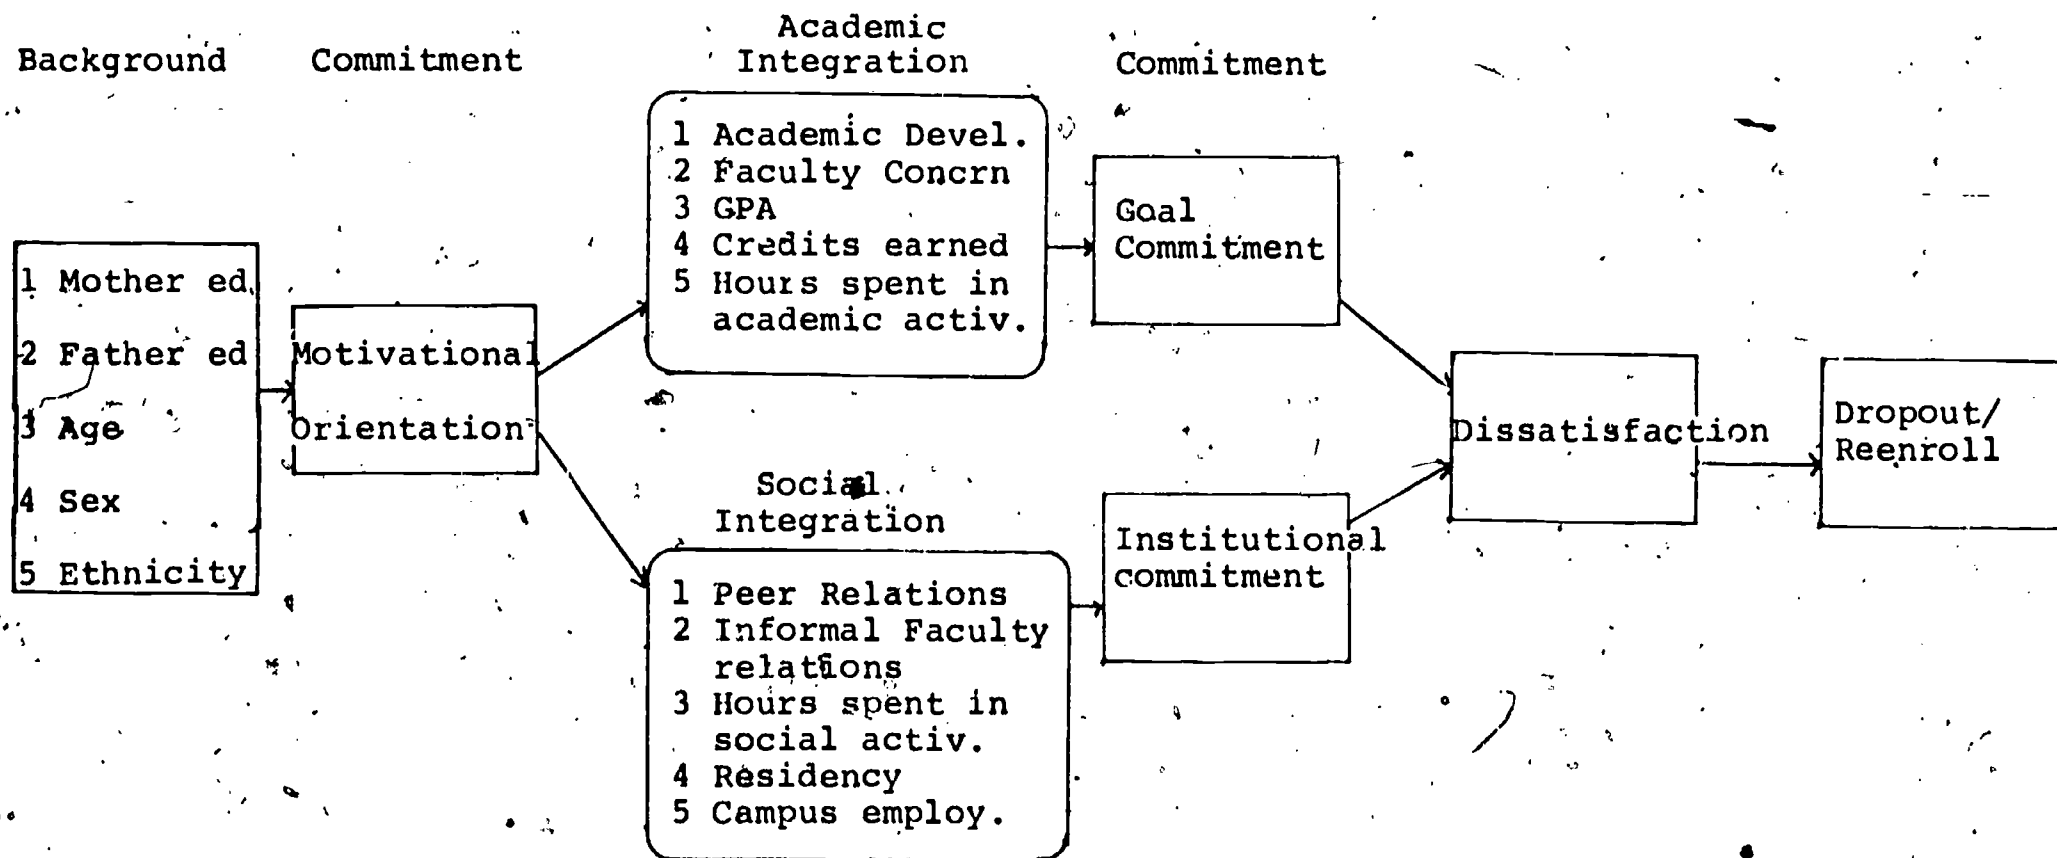 Background
Commitment
Academic
Integration
Commitment
1 Mother ed.
2 Father ed
3 Age
4 Sex
5 Ethnicity
Motivational
Orientation
1 Academic Devel.
2 Faculty Concrn
3 GPA
4 Credits earned
5 Hours spent in
academic activ.
Goal
Commitment
Social
Integration
1 Peer Relations
2 Informal Faculty
relations
3 Hours spent in
social activ.
4 Residency
5 Campus employ.
Institutional
commitment
Dissatisfaction
Dropout/
Reenroll